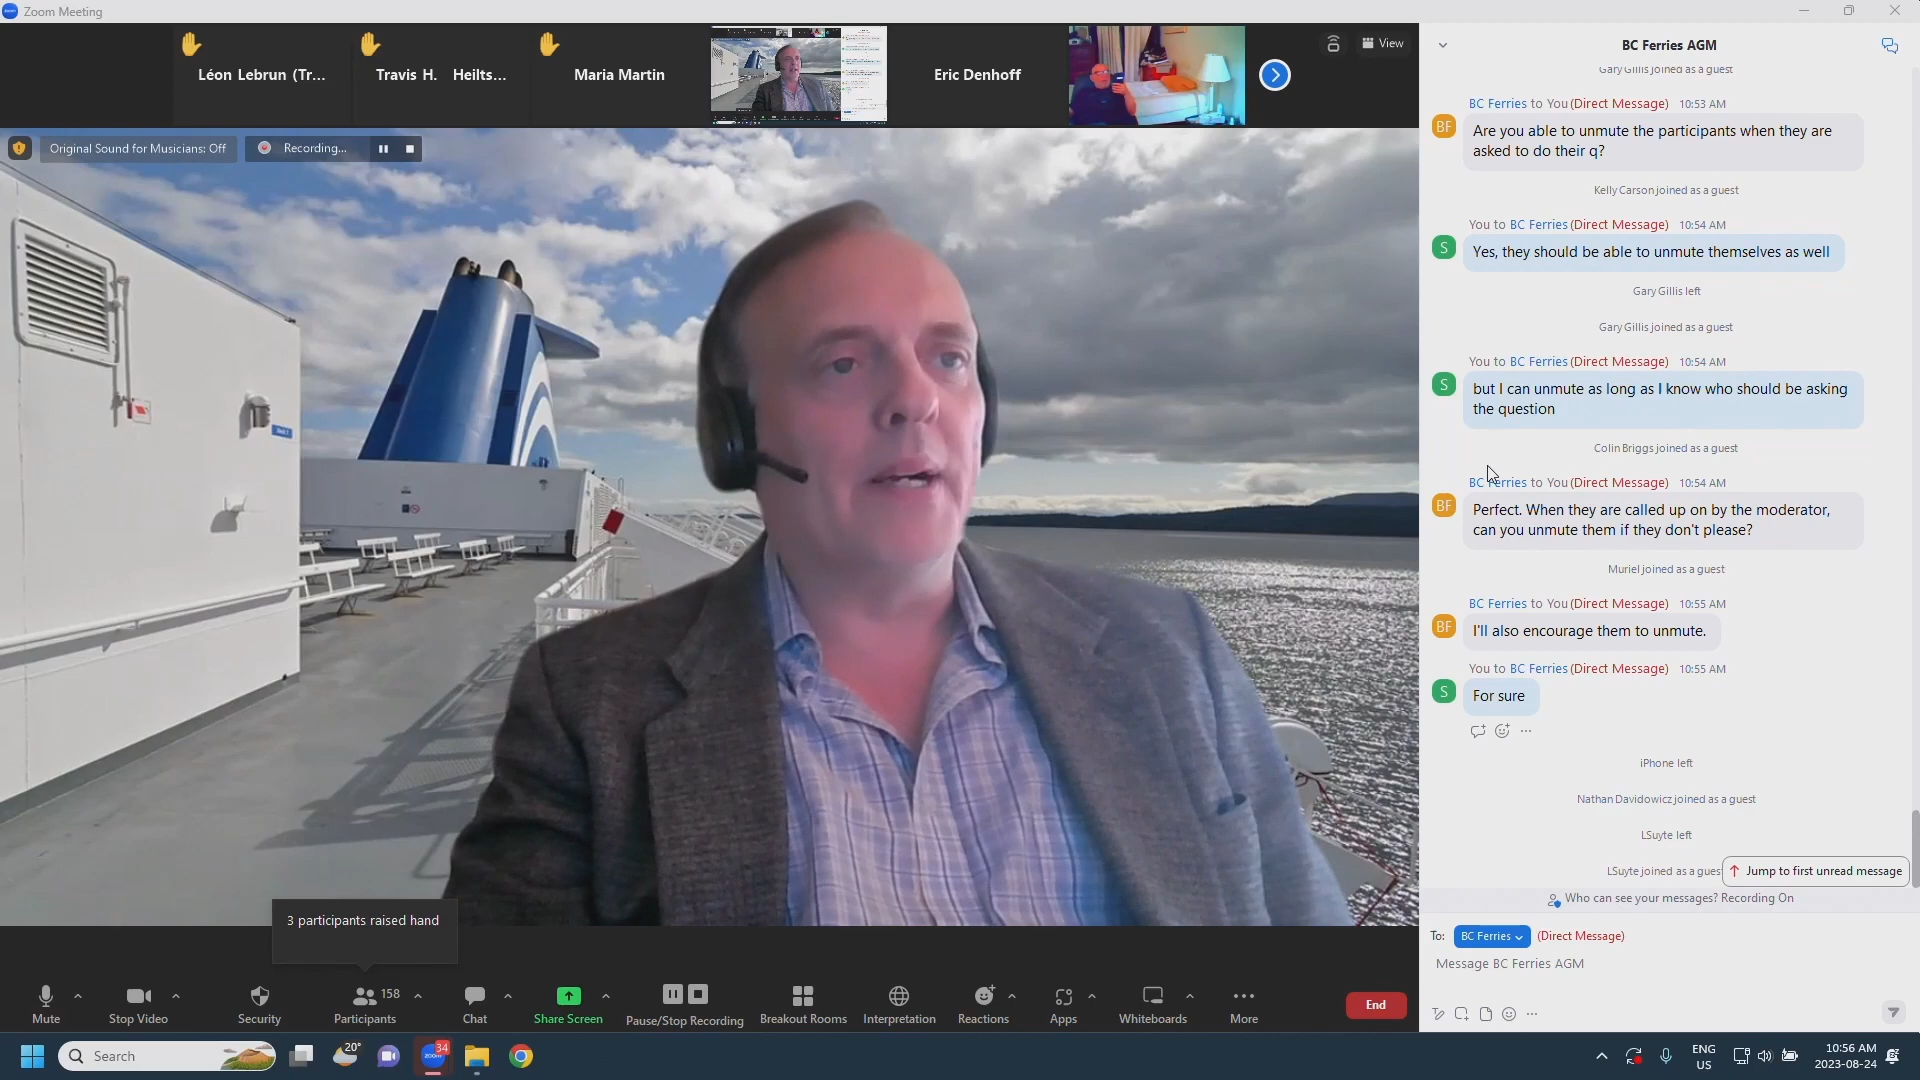 Zoom Meeting
Léon Lebrun (Tr...
Travis H. Heilts...
Maria Martin
Eric Denhoff
View
Original Sound for Musicians: Off
Recording...
3 participants raised hand
Mute
Stop Video
Security
158
Participants
Chat
Share Screen
Pause/Stop Recording
Breakout Rooms
Interpretation
Reactions
Apps
Whiteboards
More
End
BC Ferries AGM
Gary Gillis joined as a guest
BC Ferries to You (Direct Message) 10:53 AM
BF
Are you able to unmute the participants when they are
asked to do their q?
Kelly Carson joined as a guest
You to BC Ferries (Direct Message) 10:54 AM
S
Yes, they should be able to unmute themselves as well
Gary Gillis left
Gary Gillis joined as a guest
You to BC Ferries (Direct Message) 10:54 AM
S
but I can unmute as long as I know who should be asking
the question
Colin Briggs joined as a guest
BC Ferries to You (Direct Message) 10:54 AM
BF
Perfect. When they are called up on by the moderator,
can you unmute them if they don't please?
Muriel joined as a guest
BC Ferries to You (Direct Message) 10:55 AM
BF
I'll also encourage them to unmute.
You to BC Ferries (Direct Message) 10:55 AM
S
For sure
iPhone left
Nathan Davidowicz joined as a guest
LSuyte left
LSuyte joined as a gues
Jump to first unread message
Who can see your messages? Recording On
To: BC Ferries (Direct Message)
Message BC Ferries AGM
Search
20°
zoom
34
ENG
US
10:56 AM
2023-08-24